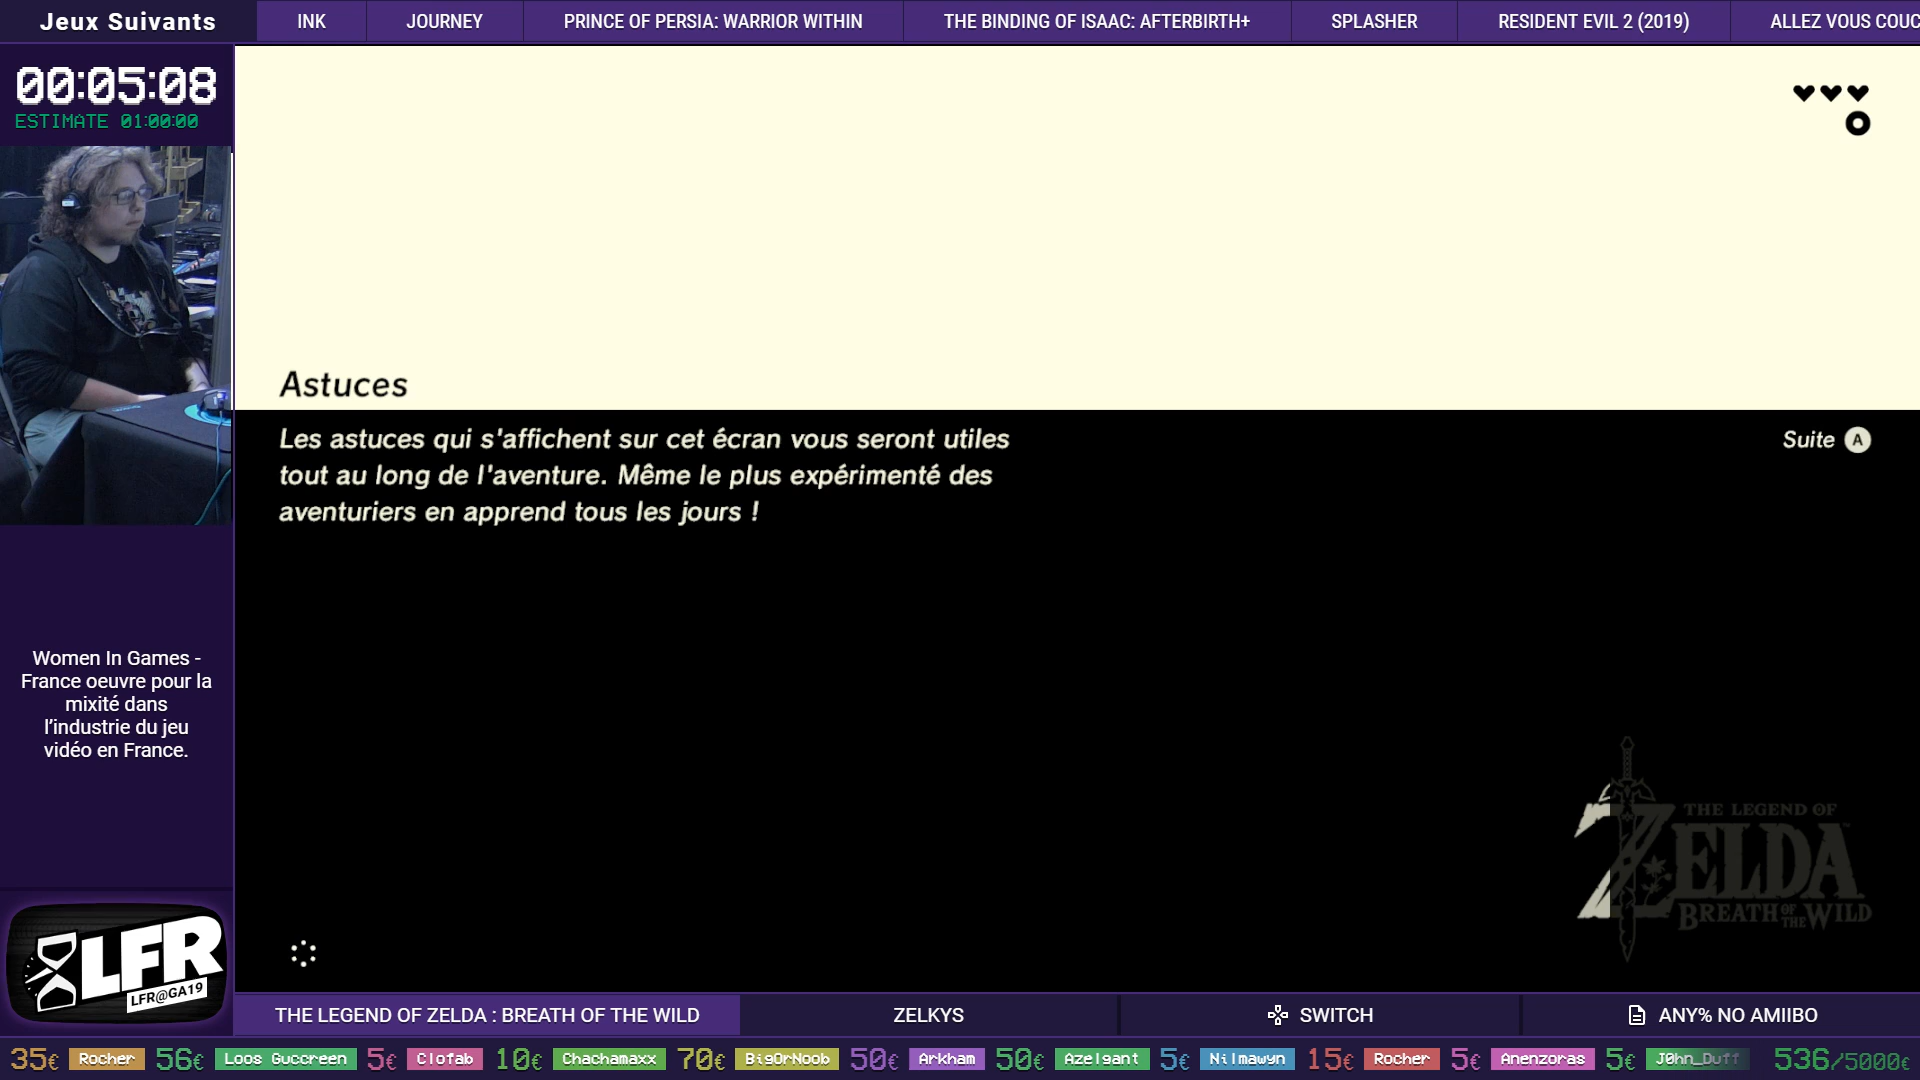 Jeux Suivants
INK
JOURNEY
PRINCE OF PERSIA: WARRIOR WITHIN
THE BINDING OF ISAAC: AFTERBIRTH+
SPLASHER
RESIDENT EVIL 2 (2019)
ALLEZ VOUS COUC
00:05:08
ESTIMATE 01:00:00
Astuces
Les astuces qui s'affichent sur cet écran vous seront utiles
tout au long de l'aventure. Même le plus expérimenté des
aventuriers en apprend tous les jours !
Suite A
Women In Games -
France oeuvre pour la
mixité dans
l'industrie du jeu
vidéo en France.
THE LEGEND OF
ZELDA
BREATH OF THE WILD
LFR
LFR@GA19
THE LEGEND OF ZELDA : BREATH OF THE WILD
ZELKYS
SWITCH
ANY% NO AMIIBO
35€ Rocher 56€ Loos Guccreen 5€ Clofab 10€ Chachamaxx 70€ BigOrNoob 50€ Arkham 50€ Azelgant 5€ Nilmawyn 15€ Rocher 5€ Anenzoras 5€ J0hn_Duff 536/5000€